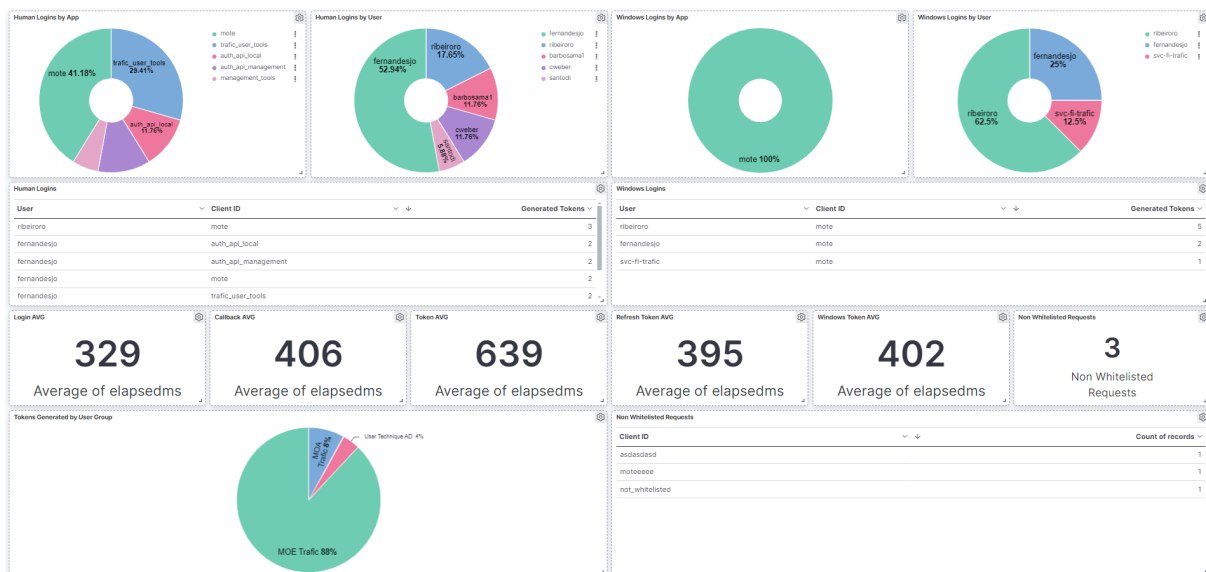 Human Logins by App
mote 41.18%
trafic_user_tools
29.41%
auth_api_local
11.76%
mote
trafic_user_tools
auth_api_local
auth_api_management
management_tools
Human Logins by User
fernandesjo
52.94%
ribeiroro
17.65%
barbosama1
11.76%
cweber
11.76%
santodi
5.88%
fernandesjo
ribeiroro
barbosama1
cweber
santodi
Windows Logins by App
mote 100%
Windows Logins by User
ribeiroro
62.5%
fernandesjo
25%
svc-fi-trafic
12.5%
ribeiroro
fernandesjo
svc-fi-trafic
Human Logins
User Client ID Generated Tokens
ribeiroro mote 3
fernandesjo auth_api_local 2
fernandesjo auth_api_management 2
fernandesjo mote 2
fernandesjo trafic_user_tools 2
Windows Logins
User Client ID Generated Tokens
ribeiroro mote 5
fernandesjo mote 2
svc-fi-trafic mote 1
Login AVG
329
Average of elapsedms
Callback AVG
406
Average of elapsedms
Token AVG
639
Average of elapsedms
Refresh Token AVG
395
Average of elapsedms
Windows Token AVG
402
Average of elapsedms
Non Whitelisted Requests
3
Non Whitelisted
Requests
Tokens Generated by User Group
MOA
Trafic 8%
User Technique AD 4%
MOE Trafic 88%
Non Whitelisted Requests
Client ID Count of records
asdasdasd 1
moteeeee 1
not_whitelisted 1